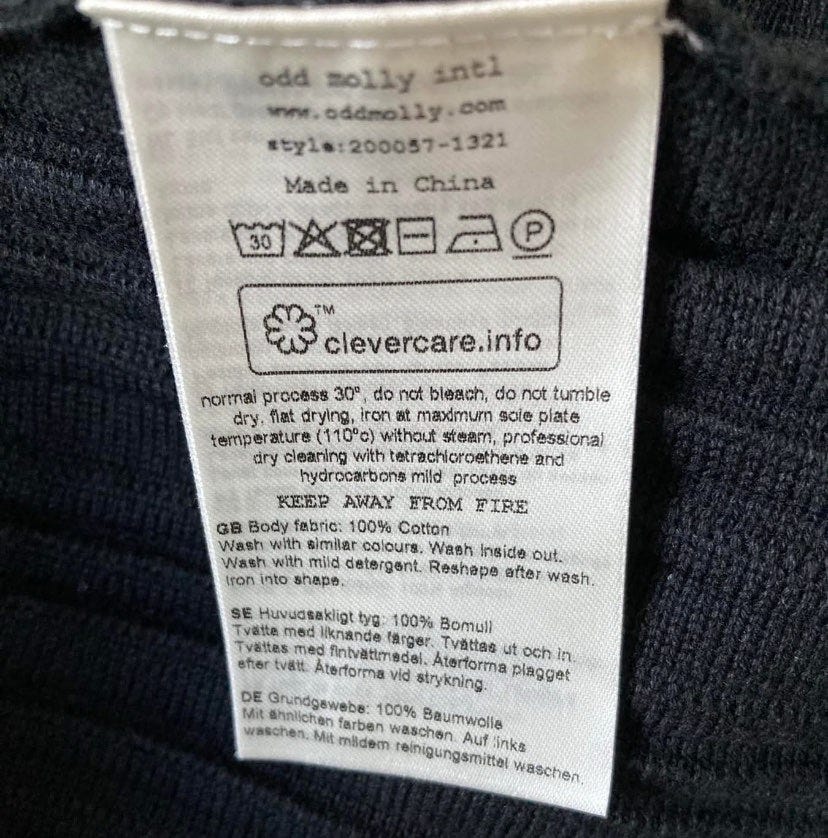 odd molly intl
www.oddmolly.com
style:200057-1321
Made in China
30 P
TM
clevercare.info
normal process 30°, do not bleach, do not tumble
dry, flat drying, iron at maximum sole plate
temperature (110°c) without steam, professional
dry cleaning with tetrachloroethene and
hydrocarbons mild process
KEEP AWAY FROM FIRE
GB Body fabric: 100% Cotton
Wash with similar colours. Wash Inside out.
Wash with mild detergent. Reshape after wash.
Iron into shape.
SE Huvudsakligt tyg: 100% Bomull
Tvätta med liknande färger. Tvättas ut och in.
Tvättas med fintvättmedel. Återforma plagget
efter tvätt. Återforma vid strykning.
DE Grundgewebe: 100% Baumwolle
Mit ähnlichen farben waschen. Auf links
waschen. Mit mildem reinigungsmittel waschen.